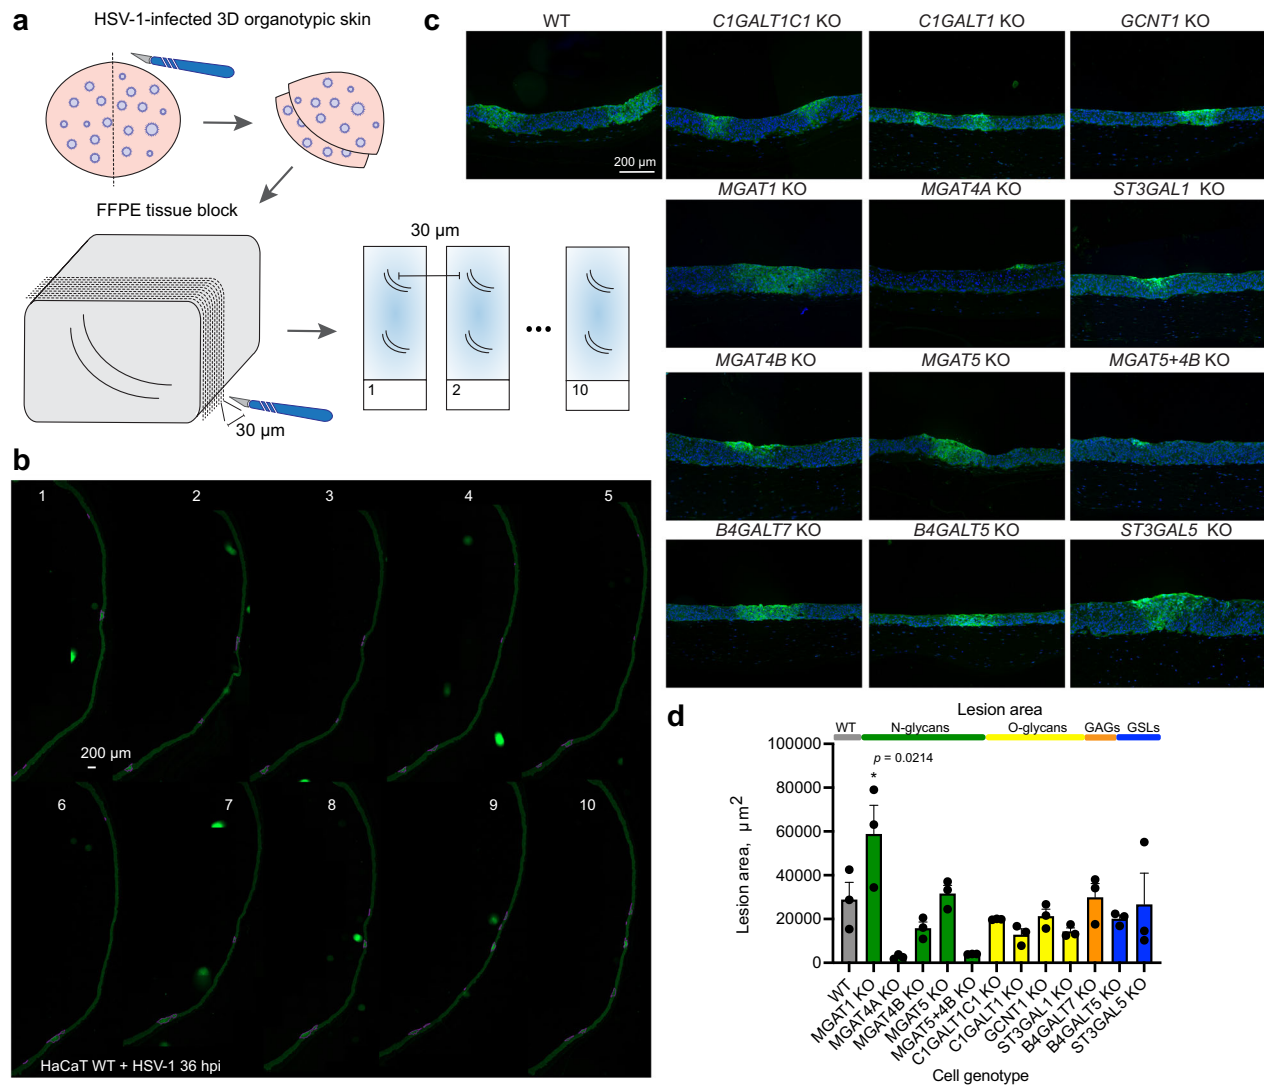 a
HSV-1-infected 3D organotypic skin
FFPE tissue block
30 µm
30 µm
1
2
10
b
1
2
3
4
5
200 µm
6
7
8
9
10
HaCaT WT + HSV-1 36 hpi
c
WT
C1GALT1C1 KO
C1GALT1 KO
GCNT1 KO
200 µm
MGAT1 KO
MGAT4A KO
ST3GAL1 KO
MGAT4B KO
MGAT5 KO
MGAT5+4B KO
B4GALT7 KO
B4GALT5 KO
ST3GAL5 KO
d
Lesion area
WT
N-glycans
O-glycans
GAGs
GSLs
p = 0.0214
*
Lesion area, µm²
100000
80000
60000
40000
20000
0
WT
MGAT1 KO
MGAT4A KO
MGAT4B KO
MGAT5 KO
MGAT5+4B KO
C1GALT1C1 KO
C1GALT1 KO
GCNT1 KO
ST3GAL1 KO
B4GALT7 KO
B4GALT5 KO
ST3GAL5 KO
Cell genotype